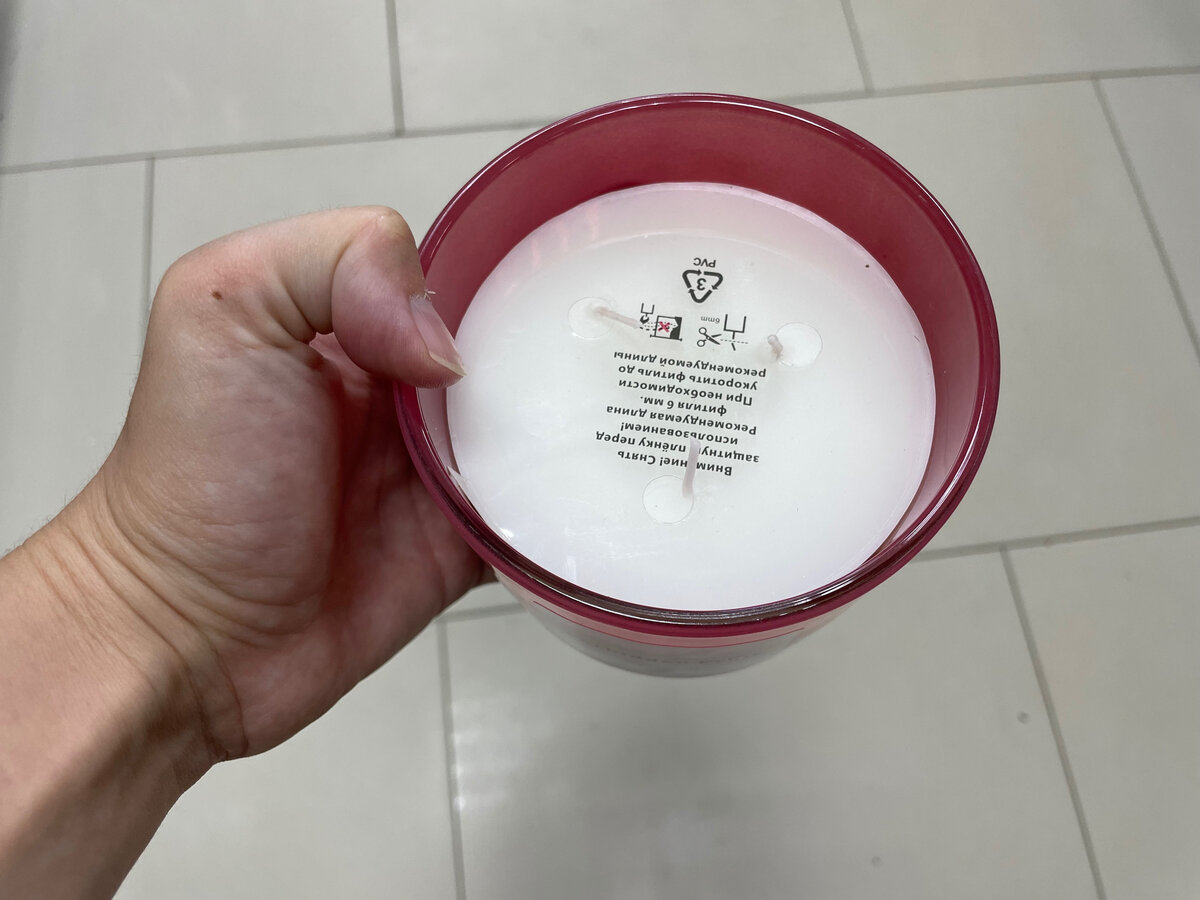 Внимание! Снять
защитную плёнку перед
использованием!
Рекомендуемая длина
фитиля 6 мм.
При необходимости
укоротить фитиль до
рекомендуемой длины
6mm
3
PVC